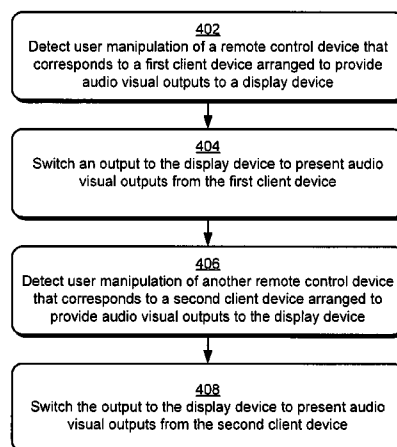 402
Detect user manipulation of a remote control device that
corresponds to a first client device arranged to provide
audio visual outputs to a display device
404
Switch an output to the display device to present audio
visual outputs from the first client device
406
Detect user manipulation of another remote control device
that corresponds to a second client device arranged to
provide audio visual outputs to the display device
408
Switch the output to the display device to present audio
visual outputs from the second client device